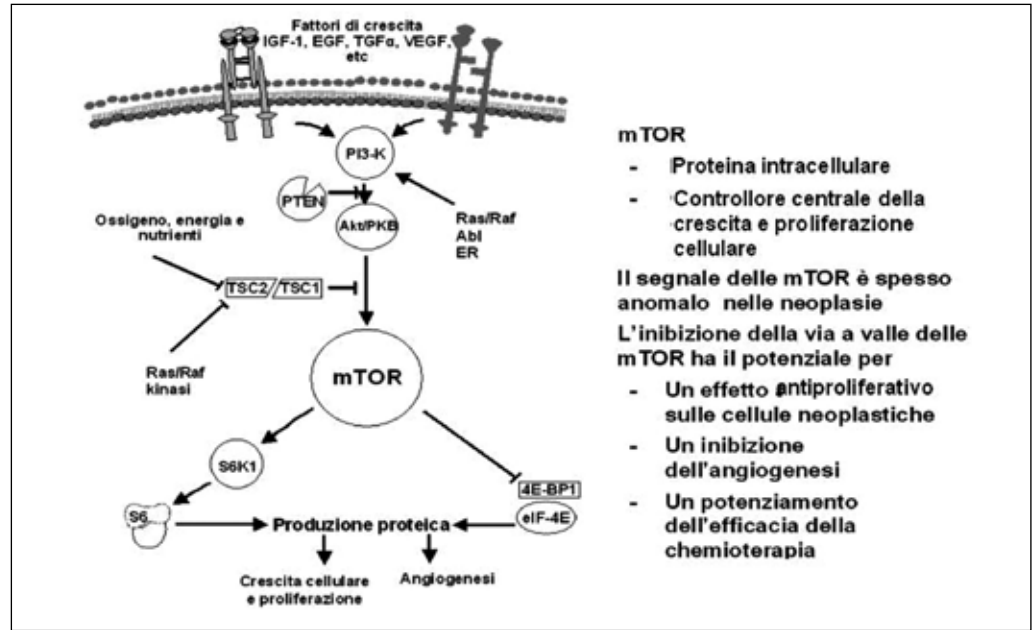 Fattori di crescita
IGF-1, EGF, TGFα, VEGF,
etc
PI3-K
PTEN
Akt/PKB
Ras/Raf
Abl
ER
Ossigeno, energia e
nutrienti
TSC2/TSC1
Ras/Raf
kinasi
mTOR
S6K1
S6
4E-BP1
eIF-4E
Produzione proteica
Crescita cellulare
e proliferazione
Angiogenesi
mTOR
- Proteina intracellulare
- Controllore centrale della
crescita e proliferazione
cellulare
Il segnale delle mTOR è spesso
anomalo nelle neoplasie
L'inibizione della via a valle delle
mTOR ha il potenziale per
- Un effetto antiproliferativo
sulle cellule neoplastiche
- Un inibizione
dell'angiogenesi
- Un potenziamento
dell'efficacia della
chemioterapia